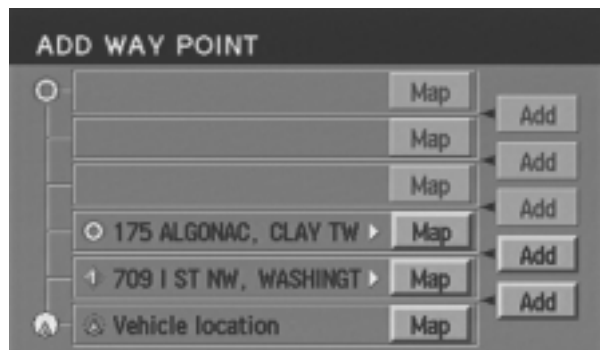 ADD WAY POINT
Map
Add
Map
Add
Map
Add
175 ALGONAC, CLAY TW Map
Add
1 709 I ST NW, WASHINGT Map
Add
Vehicle location Map